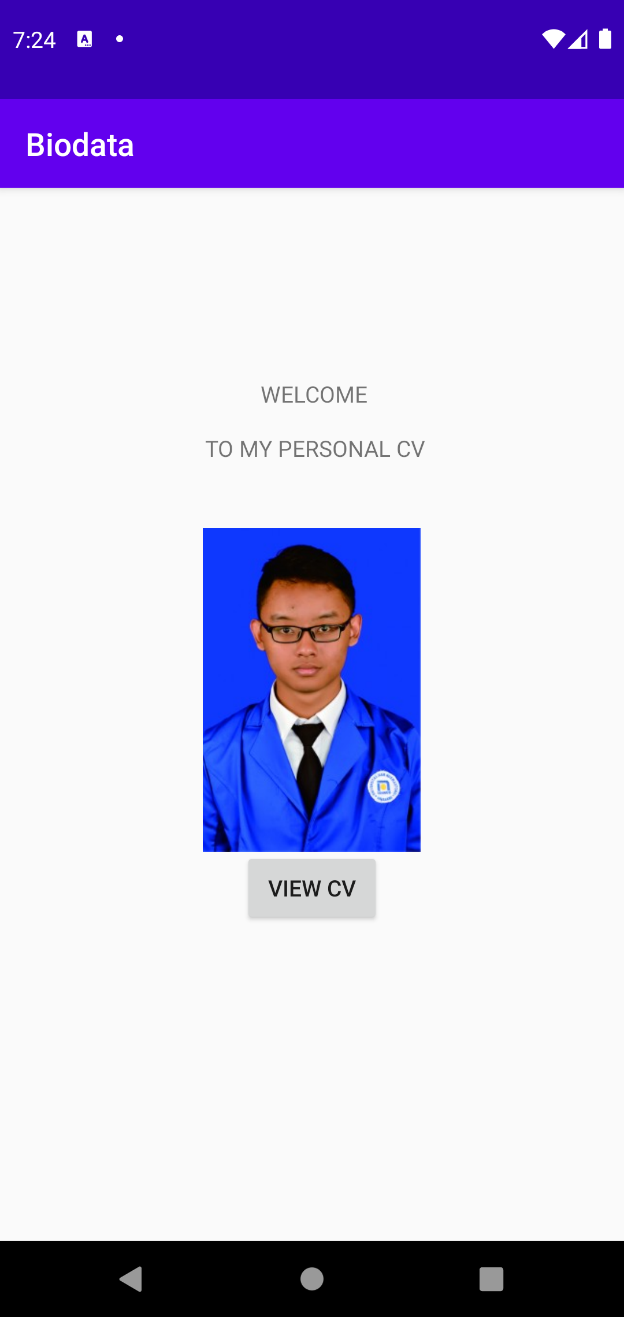 7:24
Biodata
WELCOME
TO MY PERSONAL CV
VIEW CV